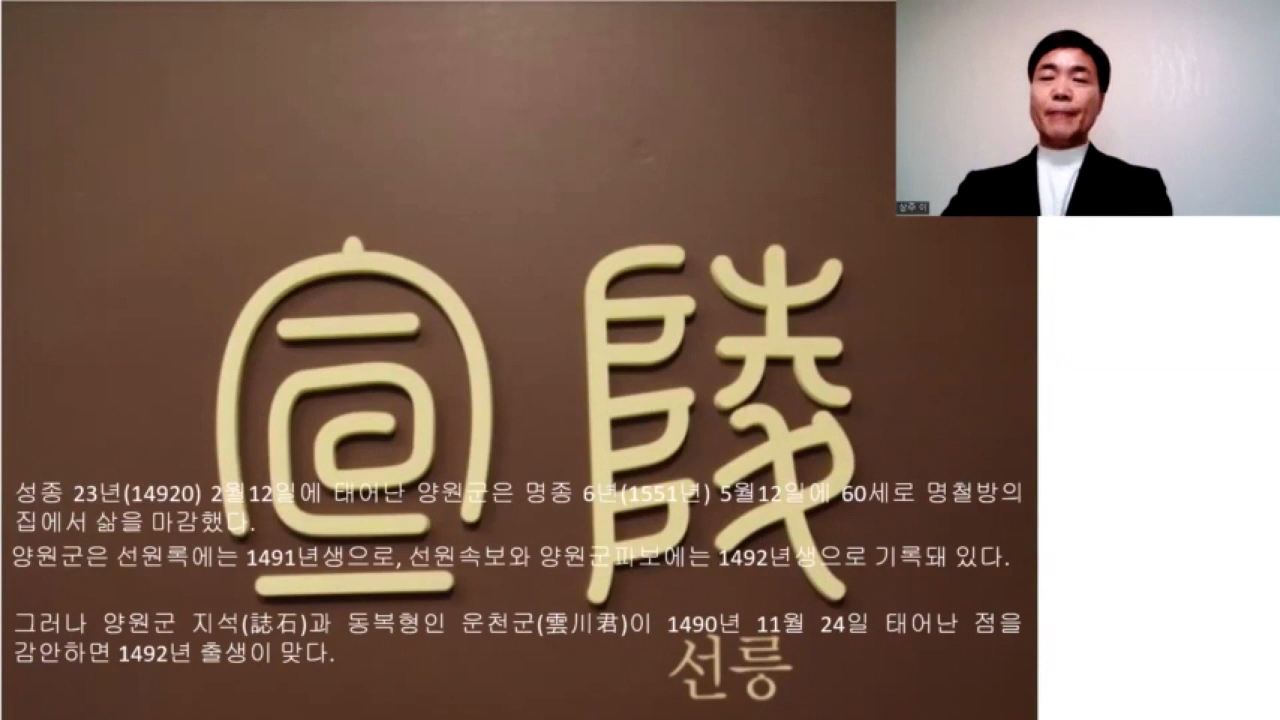 상주 이
宣陵
성종 23년(14920) 2월12일에 태어난 양원군은 명종 6년(1551년) 5월12일에 60세로 명철방의
집에서 삶을 마감했다.
양원군은 선원록에는 1491년생으로, 선원속보와 양원군파보에는 1492년생으로 기록돼 있다.
그러나 양원군 지석(誌石)과 동복형인 운천군(雲川君)이 1490년 11월 24일 태어난 점을
감안하면 1492년 출생이 맞다.
선릉